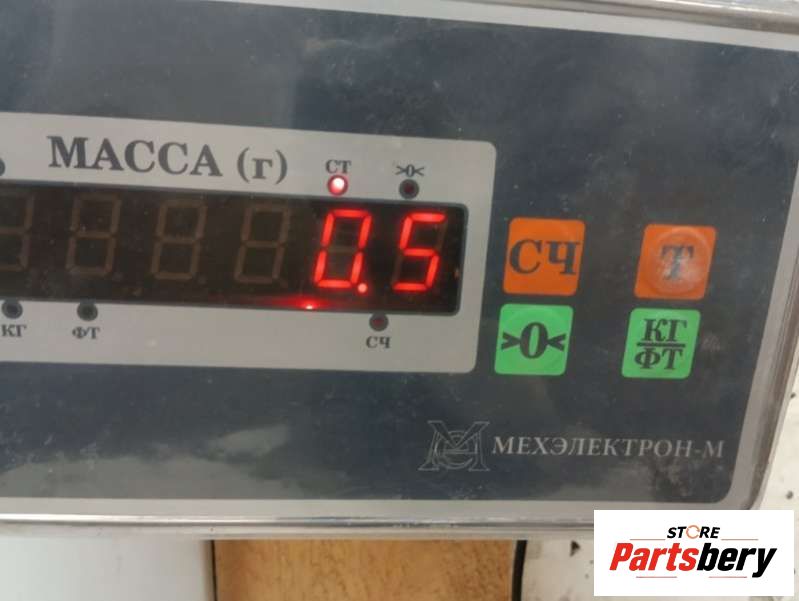 МАССА (г)
СТ
>0<
0.5
КГ
ФТ
СЧ
СЧ
Т
>0<
КГ
ФТ
МЕХЭЛЕКТРОН-М
STORE
Partsbery